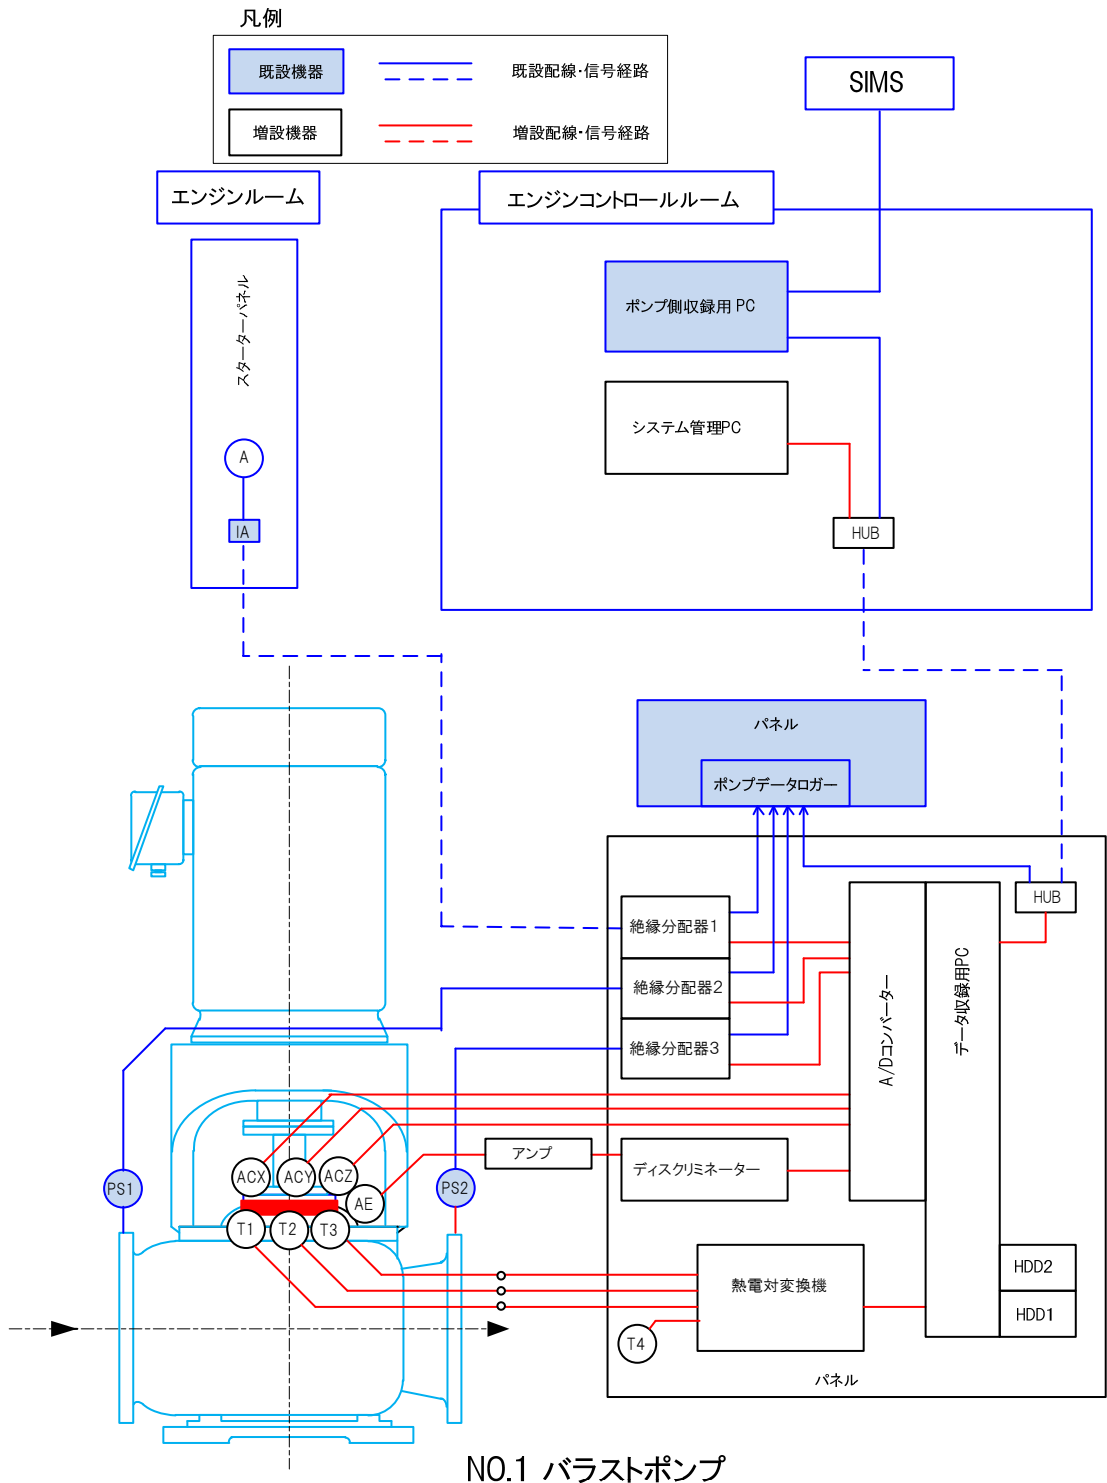 凡例
既設機器
既設配線・信号経路
増設機器
増設配線・信号経路
SIMS
エンジンルーム
エンジンコントロールルーム
スターターパネル
A
IA
ポンプ側収録用 PC
システム管理PC
HUB
パネル
ポンプデータロガー
HUB
絶縁分配器1
絶縁分配器2
絶縁分配器3
A/Dコンバーター
データ収録用PC
アンプ
ディスクリミネーター
PS1
ACX
ACY
ACZ
AE
PS2
T1
T2
T3
熱電対変換機
T4
HDD2
HDD1
パネル
NO.1 バラストポンプ